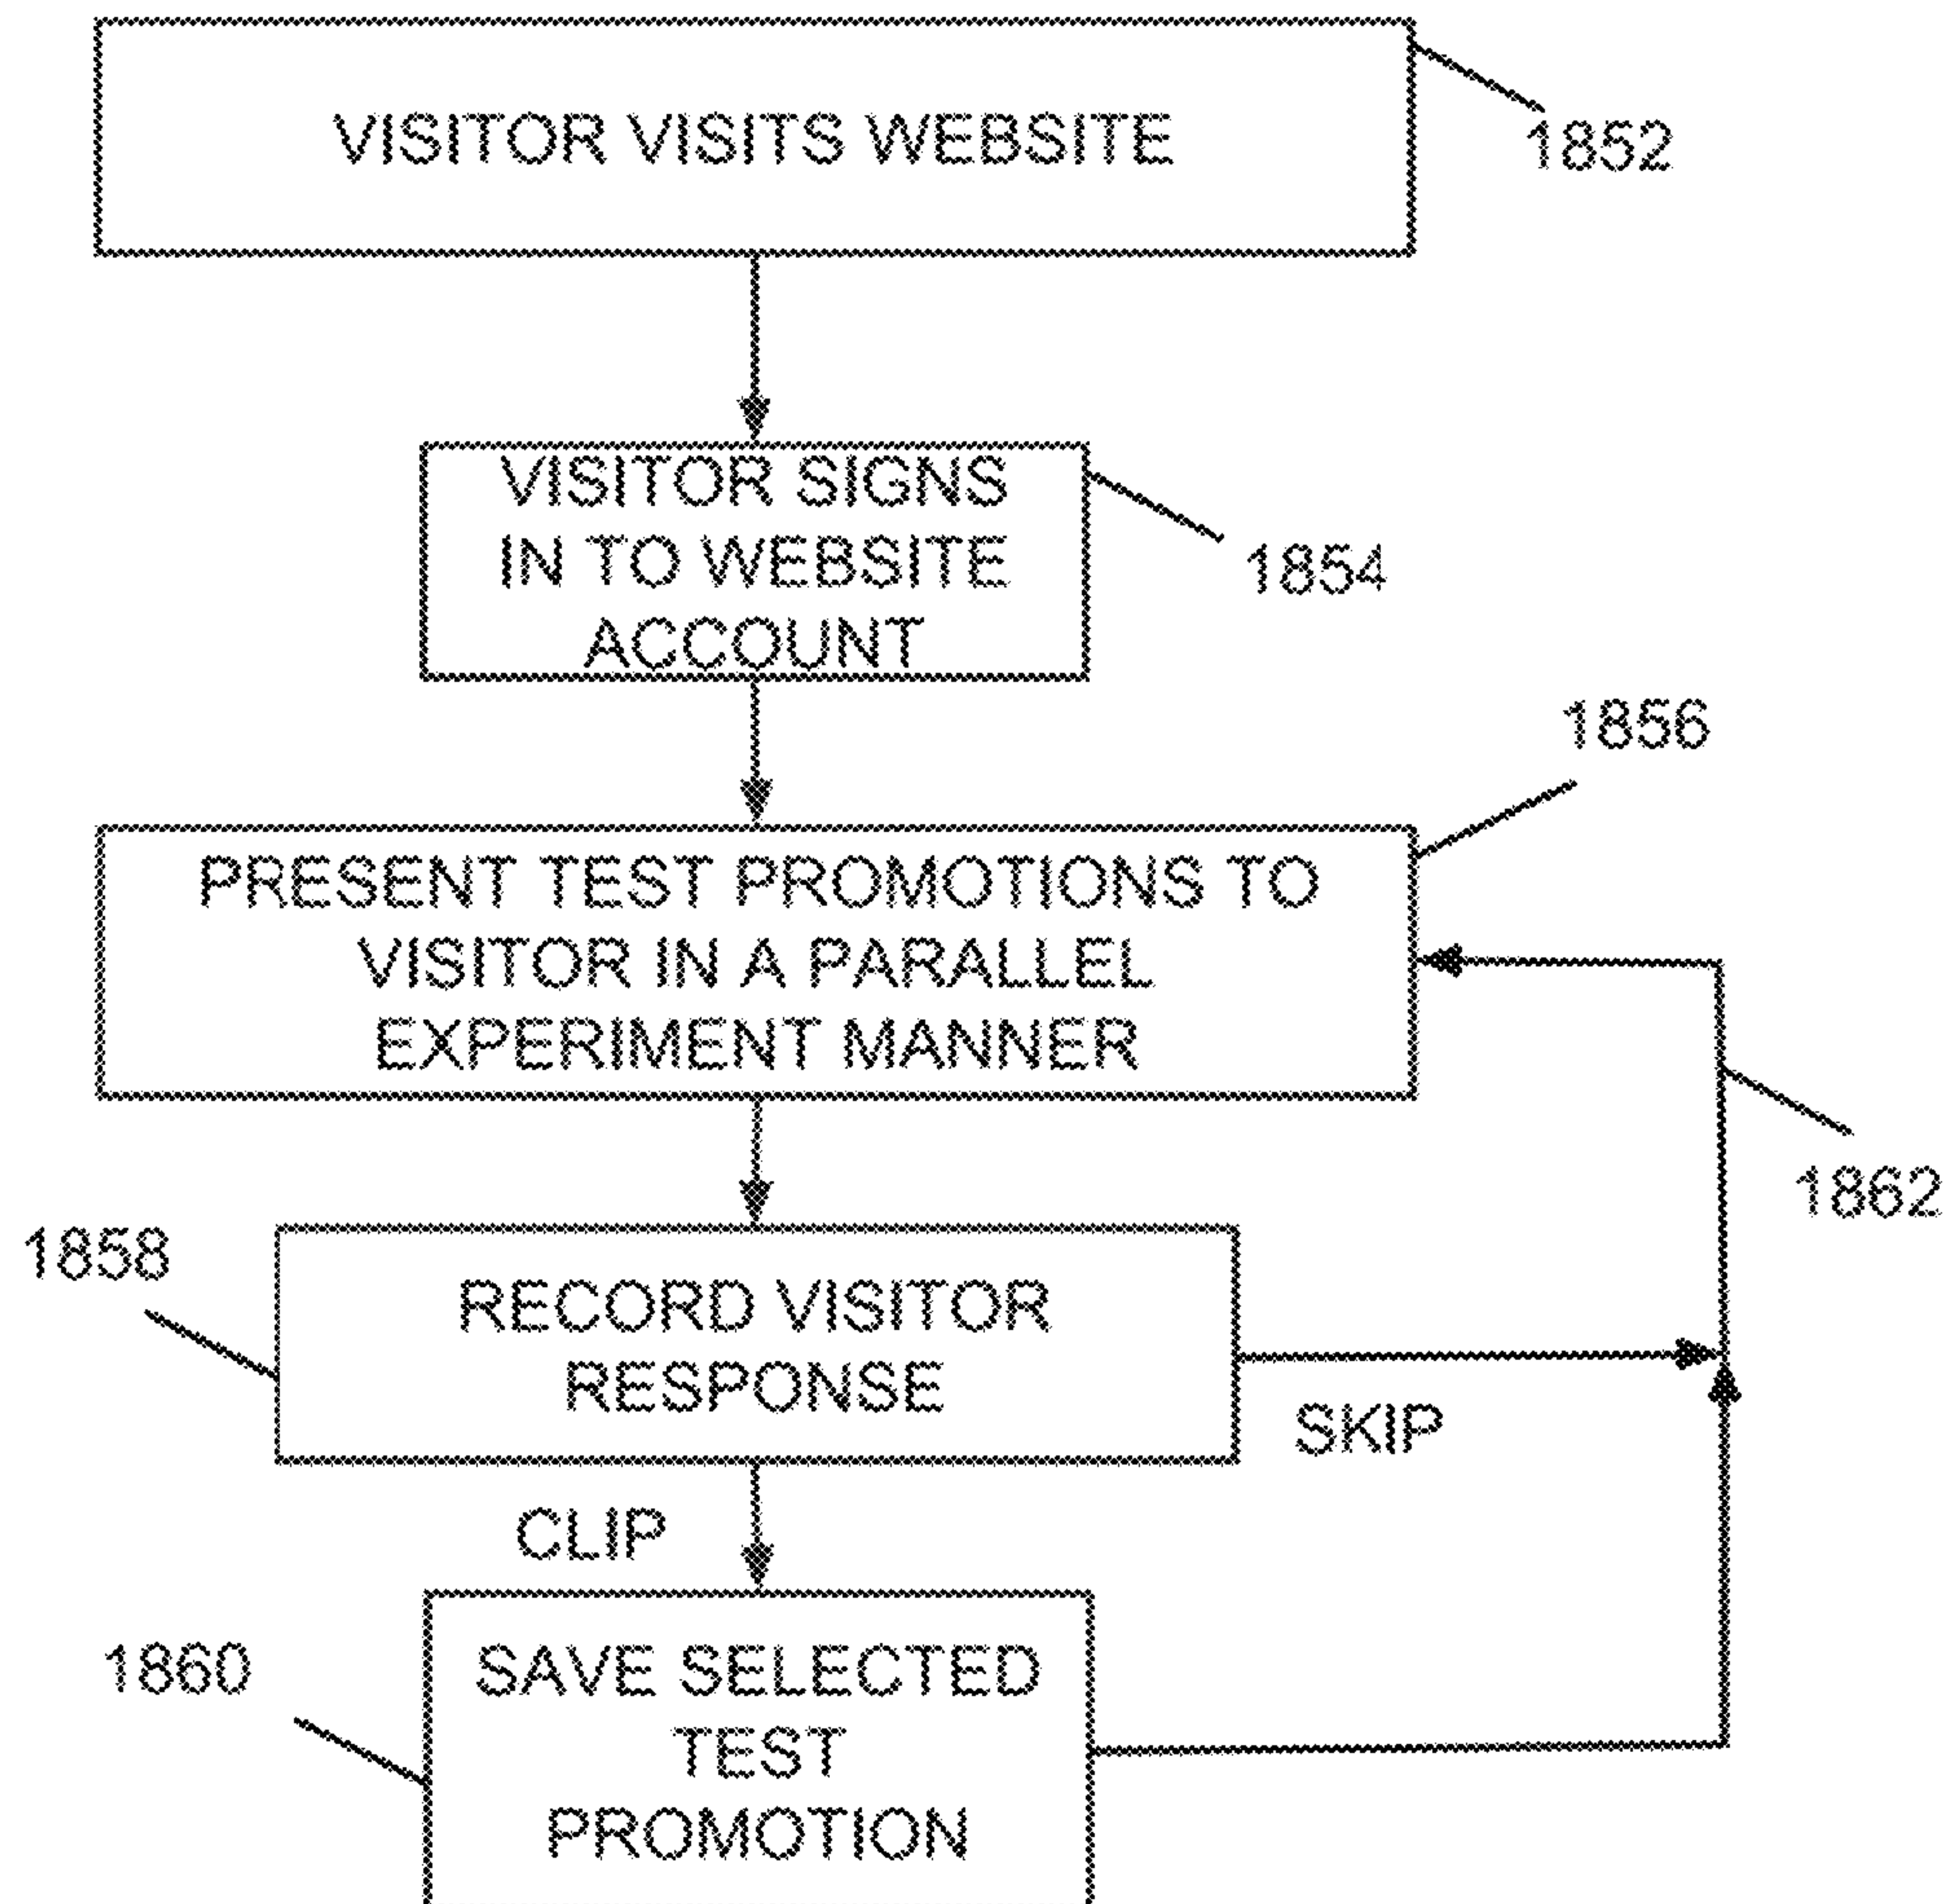 VISITOR VISITS WEBSITE
1852
VISITOR SIGNS
IN TO WEBSITE
ACCOUNT
1854
1856
PRESENT TEST PROMOTIONS TO
VISITOR IN A PARALLEL
EXPERIMENT MANNER
1862
1858
RECORD VISITOR
RESPONSE
SKIP
CLIP
1860
SAVE SELECTED
TEST
PROMOTION